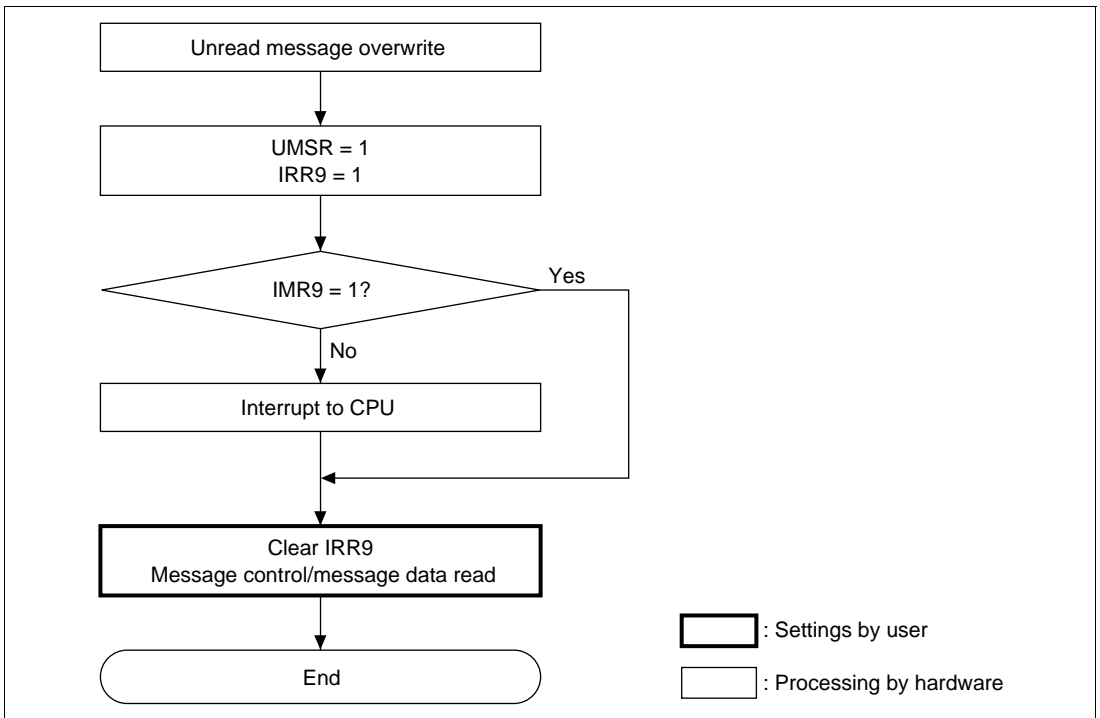 Unread message overwrite
UMSR = 1
IRR9 = 1
IMR9 = 1?
Yes
No
Interrupt to CPU
Clear IRR9
Message control/message data read
End
: Settings by user
: Processing by hardware